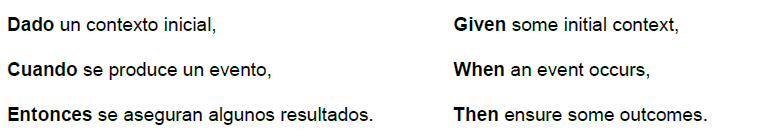 Dado un contexto inicial,
Cuando se produce un evento,
Entonces se aseguran algunos resultados.
Given some initial context,
When an event occurs,
Then ensure some outcomes.